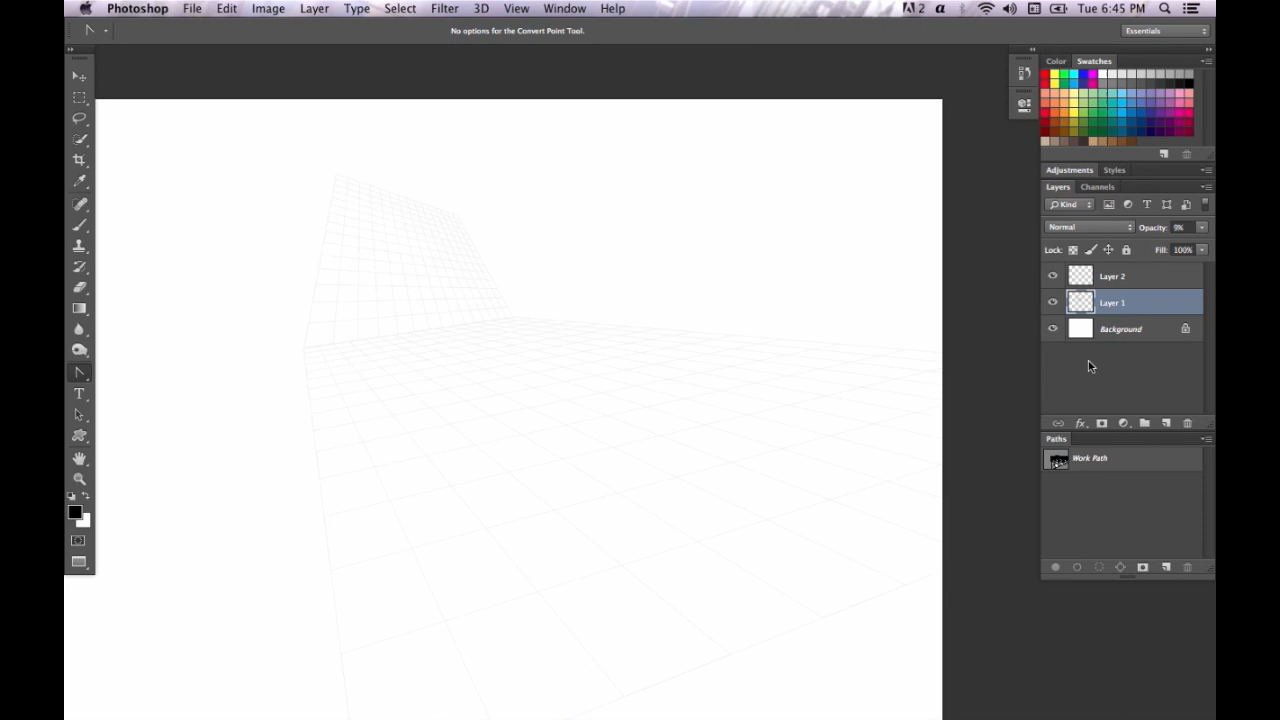 Photoshop File Edit Image Layer Type Select Filter 3D View Window Help 2 Tue 6:45 PM
No options for the Convert Point Tool. Essentials
Color Swatches
Adjustments Styles
Layers Channels
Kind
Normal Opacity: 9%
Lock: Fill: 100%
Layer 2
Layer 1
Background
Paths
Work Path